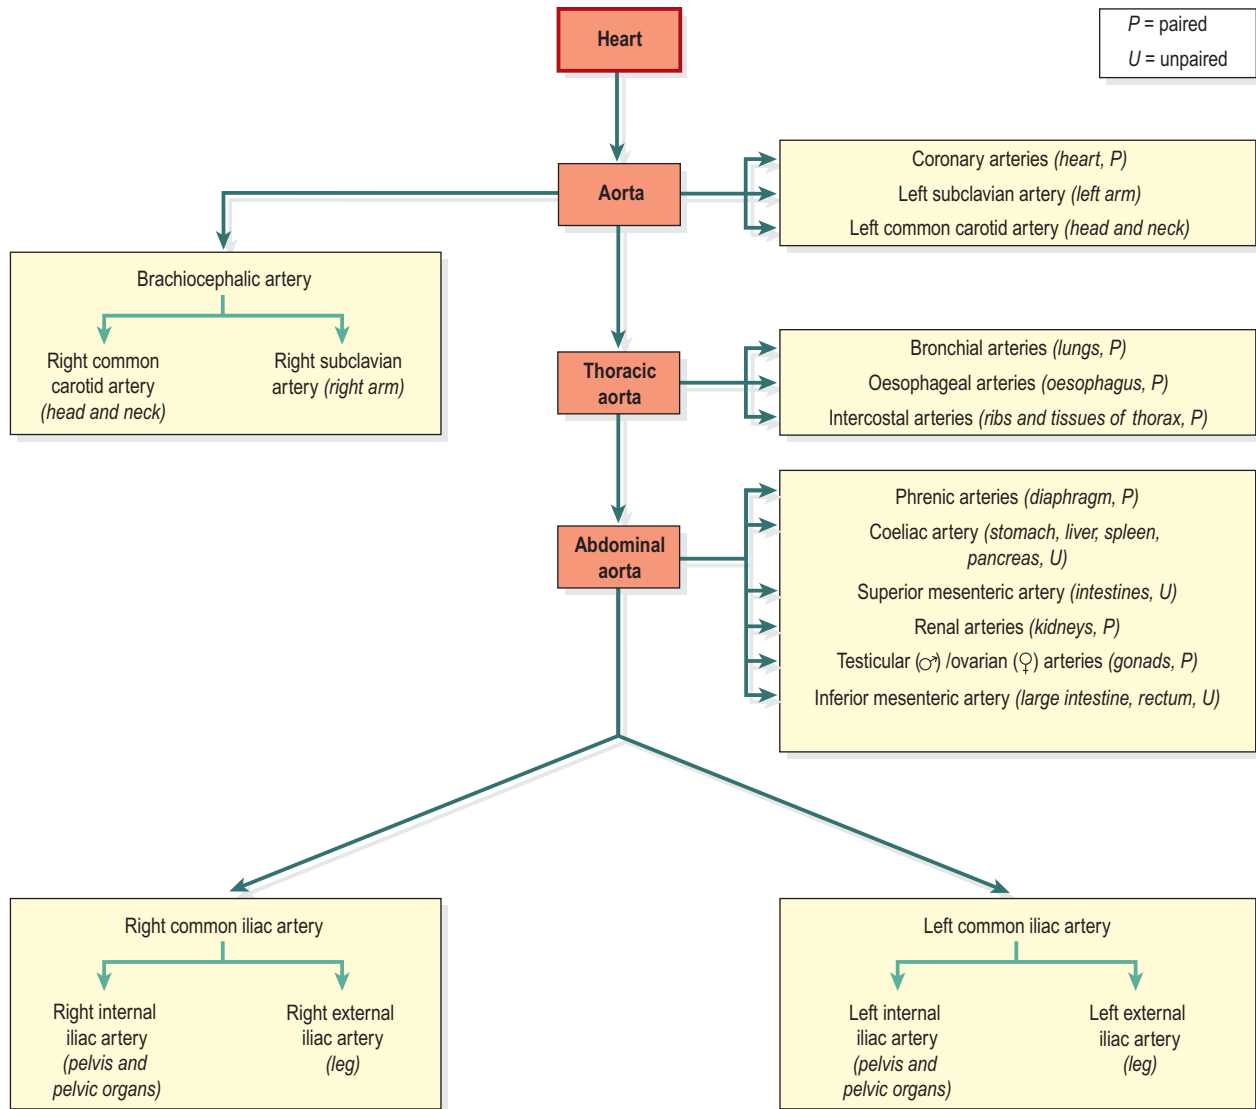 Heart
P = paired
U = unpaired
Aorta
Coronary arteries (heart, P)
Left subclavian artery (left arm)
Left common carotid artery (head and neck)
Brachiocephalic artery
Right common
carotid artery
(head and neck)
Right subclavian
artery (right arm)
Thoracic
aorta
Bronchial arteries (lungs, P)
Oesophageal arteries (oesophagus, P)
Intercostal arteries (ribs and tissues of thorax, P)
Abdominal
aorta
Phrenic arteries (diaphragm, P)
Coeliac artery (stomach, liver, spleen,
pancreas, U)
Superior mesenteric artery (intestines, U)
Renal arteries (kidneys, P)
Testicular (♂) /ovarian (♀) arteries (gonads, P)
Inferior mesenteric artery (large intestine, rectum, U)
Right common iliac artery
Right internal
iliac artery
(pelvis and
pelvic organs)
Right external
iliac artery
(leg)
Left common iliac artery
Left internal
iliac artery
(pelvis and
pelvic organs)
Left external
iliac artery
(leg)